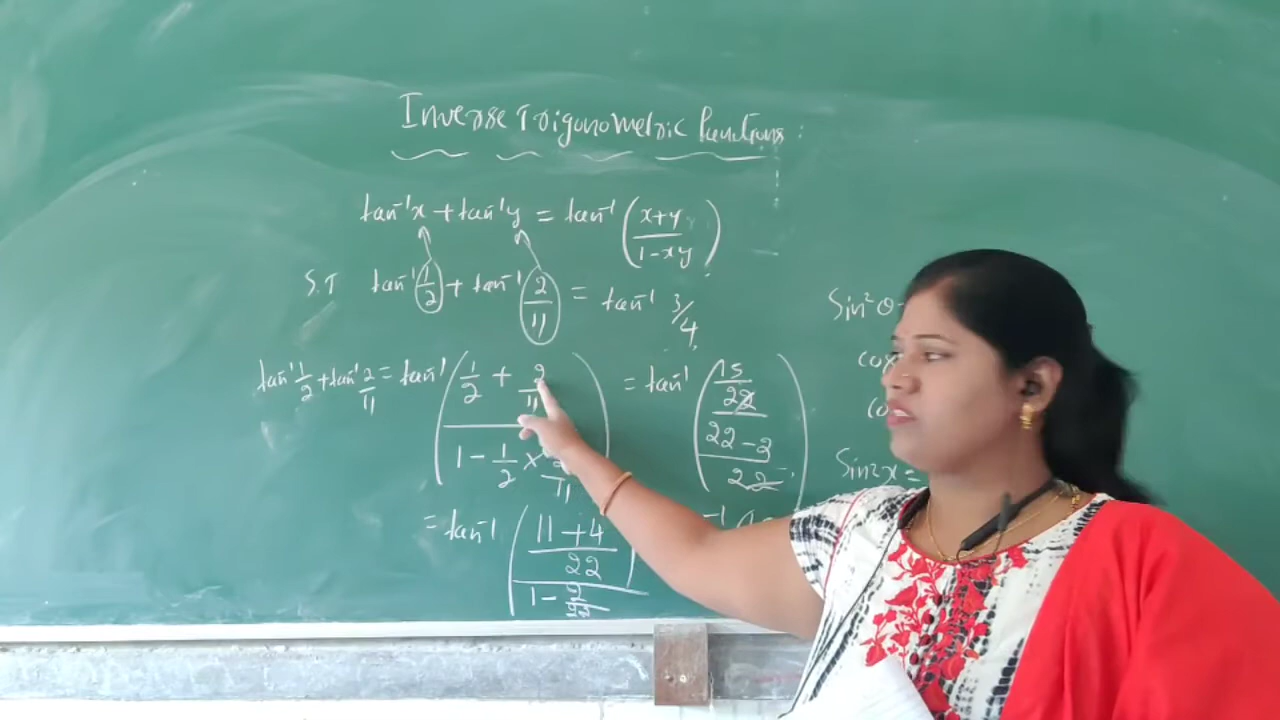 Inverse Trigonometric Functions :
tan⁻¹x + tan⁻¹y = tan⁻¹ (x+y / 1-xy)
S.T tan⁻¹ 1/2 + tan⁻¹ 2/11 = tan⁻¹ 3/4
tan⁻¹ 1/2 + tan⁻¹ 2/11 = tan⁻¹ (1/2 + 2/11 / 1 - 1/2 × 2/11) = tan⁻¹ (15/22 / 22-2/22)
= tan⁻¹ (11+4/22 / 1 - 2/22)
Sin²θ
Sin2x =